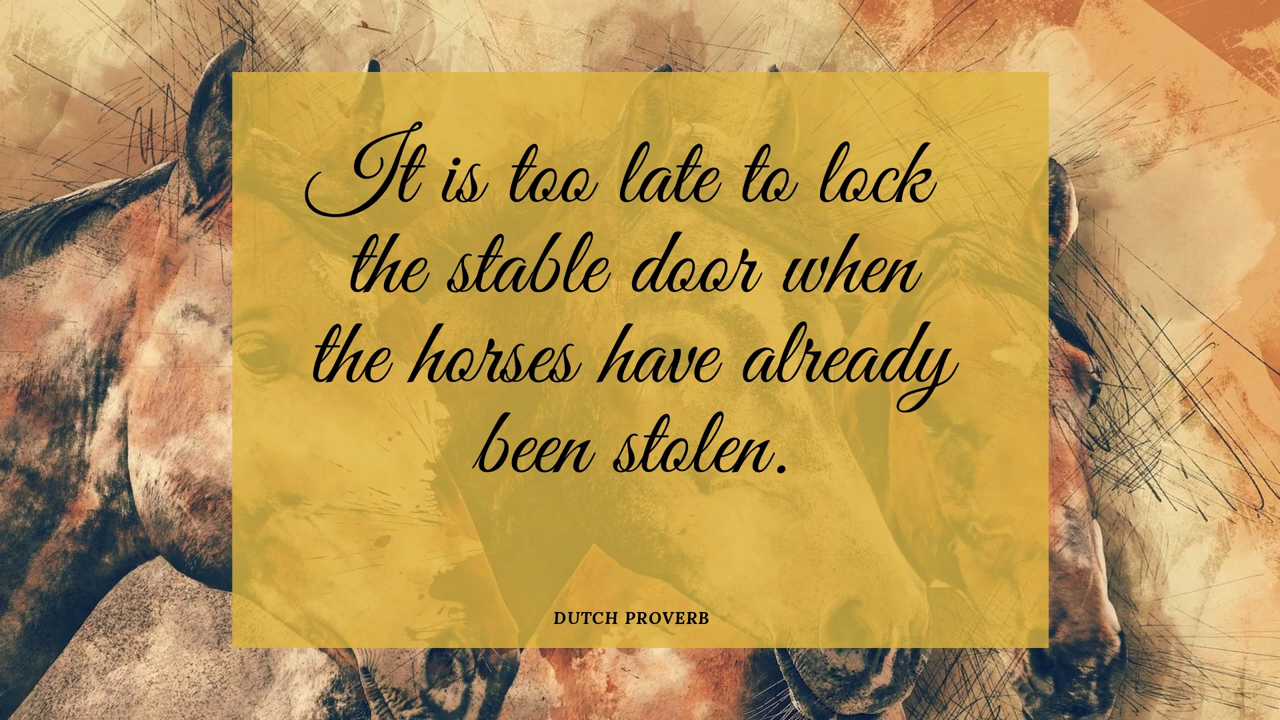 It is too late to lock
the stable door when
the horses have already
been stolen.
DUTCH PROVERB